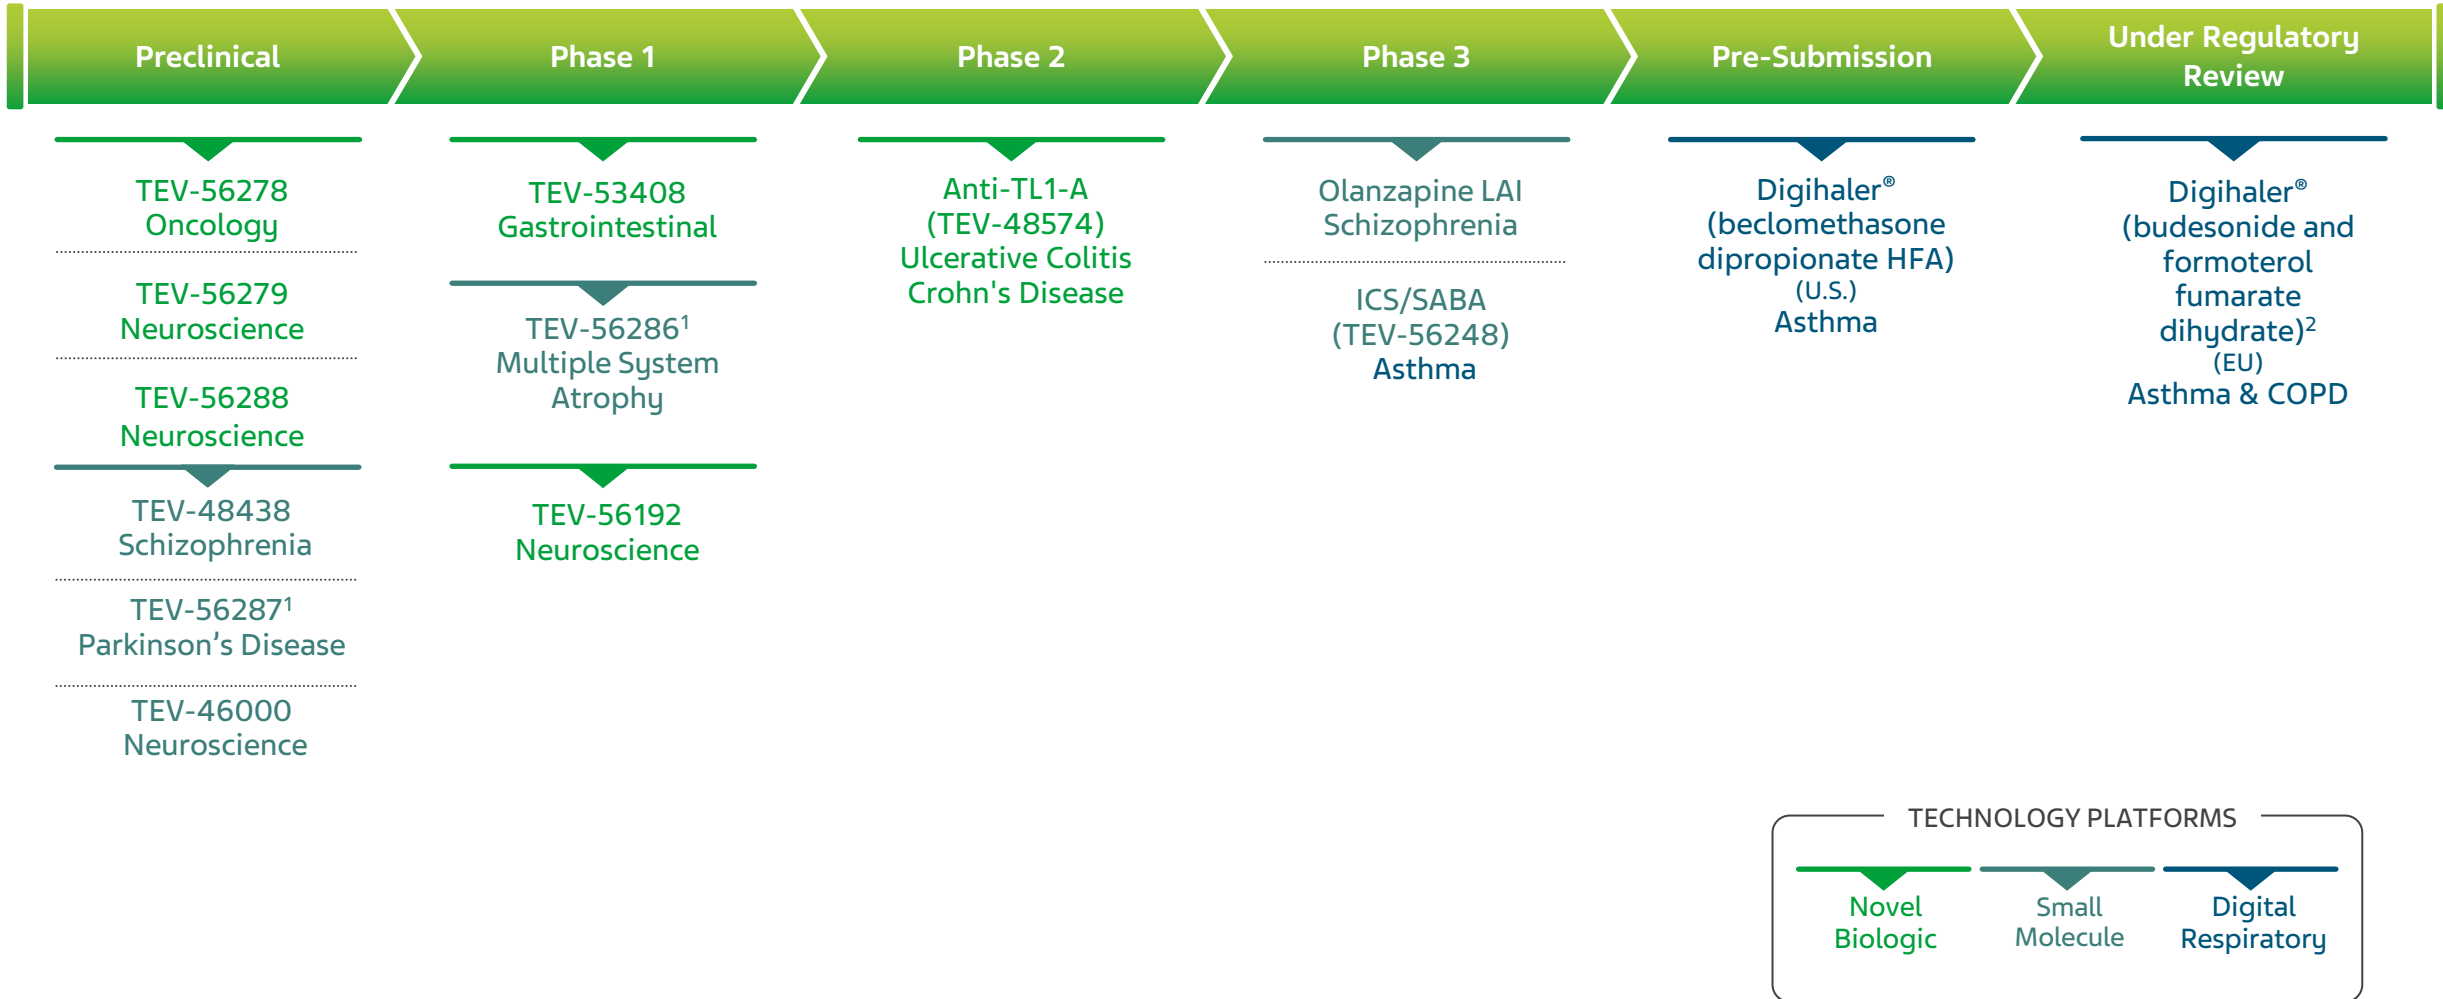 Preclinical
Phase 1
Phase 2
Phase 3
Pre-Submission
Under Regulatory
Review
TEV-56278
Oncology
TEV-56279
Neuroscience
TEV-56288
Neuroscience
TEV-48438
Schizophrenia
TEV-56287¹
Parkinson’s Disease
TEV-46000
Neuroscience
TEV-53408
Gastrointestinal
TEV-56286¹
Multiple System
Atrophy
TEV-56192
Neuroscience
Anti-TL1-A
(TEV-48574)
Ulcerative Colitis
Crohn's Disease
Olanzapine LAI
Schizophrenia
ICS/SABA
(TEV-56248)
Asthma
Digihaler®
(beclomethasone
dipropionate HFA)
(U.S.)
Asthma
Digihaler®
(budesonide and
formoterol
fumarate
dihydrate)²
(EU)
Asthma & COPD
TECHNOLOGY PLATFORMS
Novel
Biologic
Small
Molecule
Digital
Respiratory